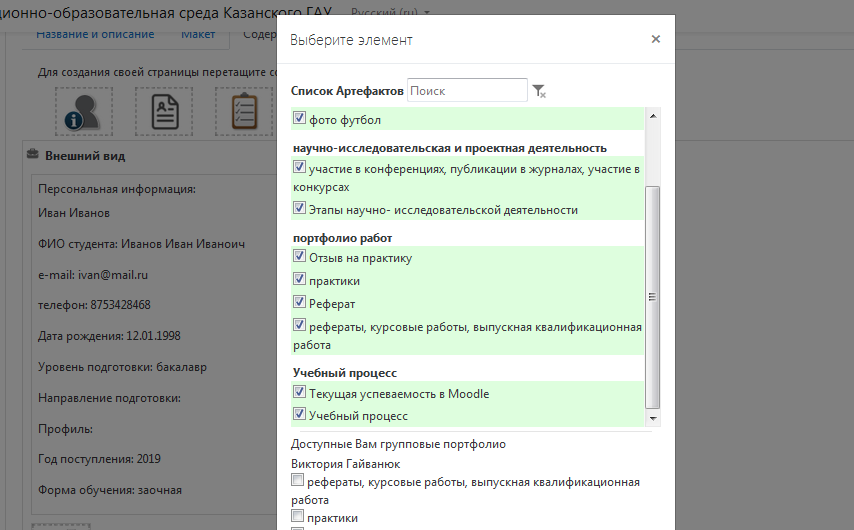 ционно-образовательная среда Казанского ГАУ Русский (ru)
Название и описание Макет Содер
Для создания своей страницы перетащите со
Внешний вид
Персональная информация:
Иван Иванов
ФИО студента: Иванов Иван Иваноич
e-mail: ivan@mail.ru
телефон: 8753428468
Дата рождения: 12.01.1998
Уровень подготовки: бакалавр
Направление подготовки:
Профиль:
Год поступления: 2019
Форма обучения: заочная
Выберите элемент
×
Список Артефактов Поиск
фото футбол
научно-исследовательская и проектная деятельность
участие в конференциях, публикации в журналах, участие в
конкурсах
Этапы научно- исследовательской деятельности
портфолио работ
Отзыв на практику
практики
Реферат
рефераты, курсовые работы, выпускная квалификационная
работа
Учебный процесс
Текущая успеваемость в Moodle
Учебный процесс
Доступные Вам групповые портфолио
Виктория Гайванюк
рефераты, курсовые работы, выпускная квалификационная
работа
практики